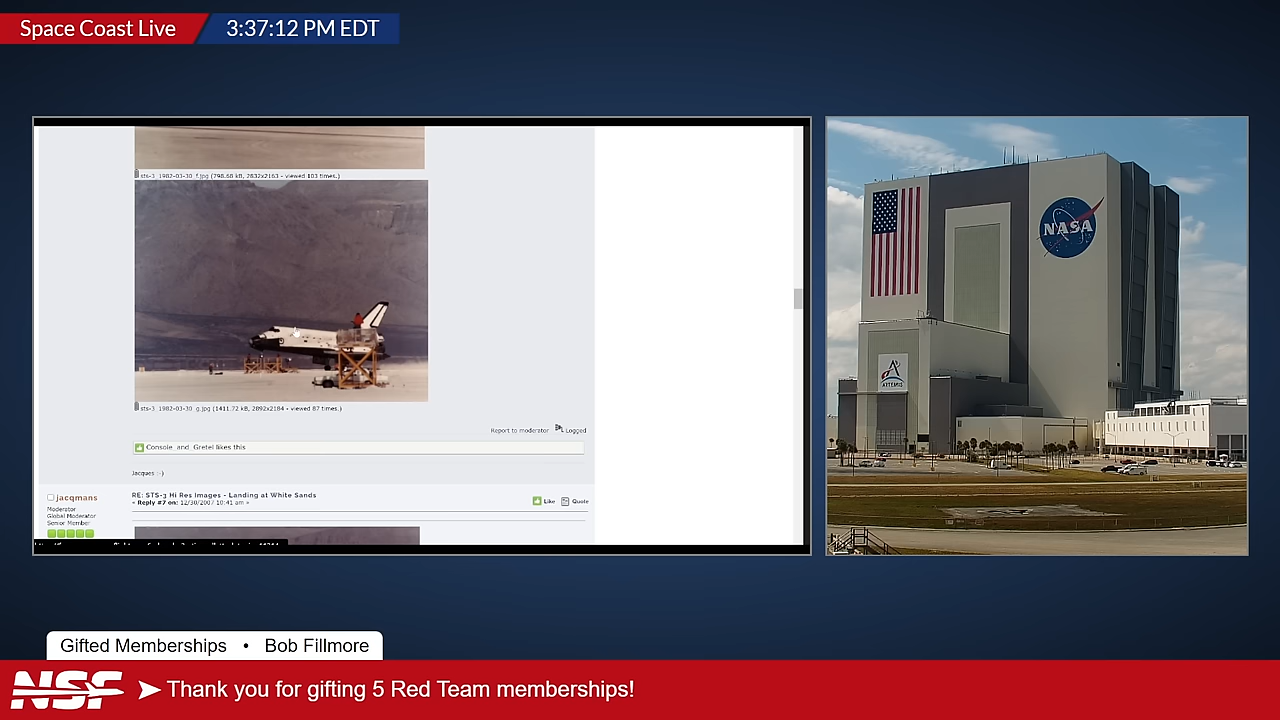 Space Coast Live
3:37:12 PM EDT
sts-3_1982-03-30_f.jpg (798.68 kB, 2832x2163 - viewed 103 times.)
sts-3_1982-03-30_g.jpg (1411.72 kB, 2892x2184 - viewed 87 times.)
Report to moderator
Logged
Console and Gretel likes this
Jacques :-)
jacqmans
Moderator
Global Moderator
Senior Member
RE: STS-3 Hi Res Images - Landing at White Sands
« Reply #7 on: 12/30/2007 10:41 am »
Like
Quote
NASA
ARTEMIS
Gifted Memberships • Bob Fillmore
NSF
Thank you for gifting 5 Red Team memberships!